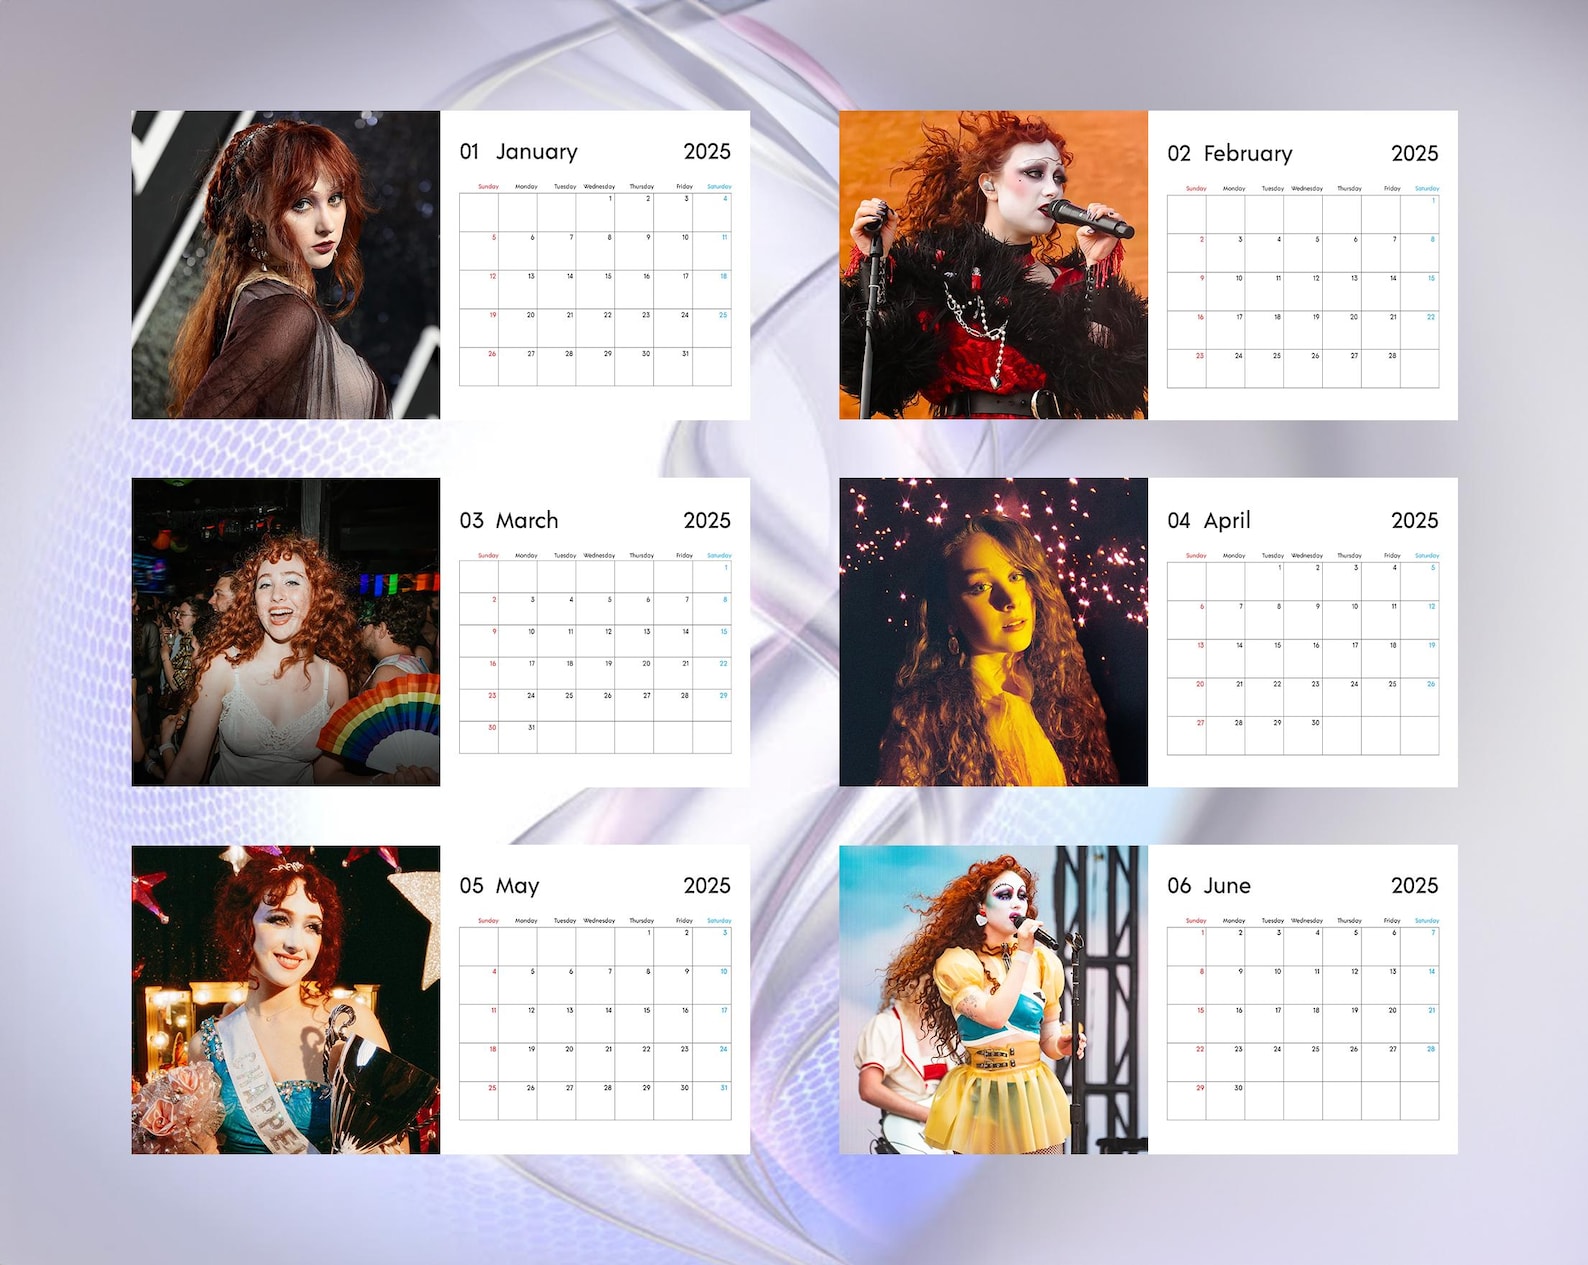 01 January 2025
Sunday Monday Tuesday Wednesday Thursday Friday Saturday
1 2 3 4
5 6 7 8 9 10 11
12 13 14 15 16 17 18
19 20 21 22 23 24 25
26 27 28 29 30 31
02 February 2025
Sunday Monday Tuesday Wednesday Thursday Friday Saturday
1
2 3 4 5 6 7 8
9 10 11 12 13 14 15
16 17 18 19 20 21 22
23 24 25 26 27 28
03 March 2025
Sunday Monday Tuesday Wednesday Thursday Friday Saturday
1
2 3 4 5 6 7 8
9 10 11 12 13 14 15
16 17 18 19 20 21 22
23 24 25 26 27 28 29
30 31
04 April 2025
Sunday Monday Tuesday Wednesday Thursday Friday Saturday
1 2 3 4 5
6 7 8 9 10 11 12
13 14 15 16 17 18 19
20 21 22 23 24 25 26
27 28 29 30
05 May 2025
Sunday Monday Tuesday Wednesday Thursday Friday Saturday
1 2 3
4 5 6 7 8 9 10
11 12 13 14 15 16 17
18 19 20 21 22 23 24
25 26 27 28 29 30 31
CHAPPE
06 June 2025
Sunday Monday Tuesday Wednesday Thursday Friday Saturday
1 2 3 4 5 6 7
8 9 10 11 12 13 14
15 16 17 18 19 20 21
22 23 24 25 26 27 28
29 30